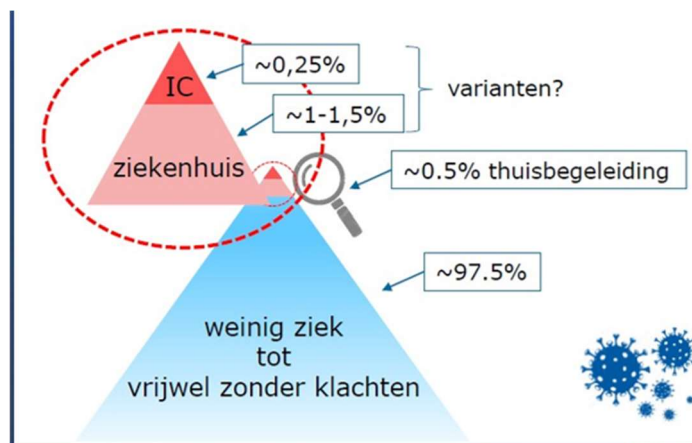 IC
~0,25%
~1-1,5%
varianten?
ziekenhuis
~0.5% thuisbegeleiding
~97.5%
weinig ziek
tot
vrijwel zonder klachten